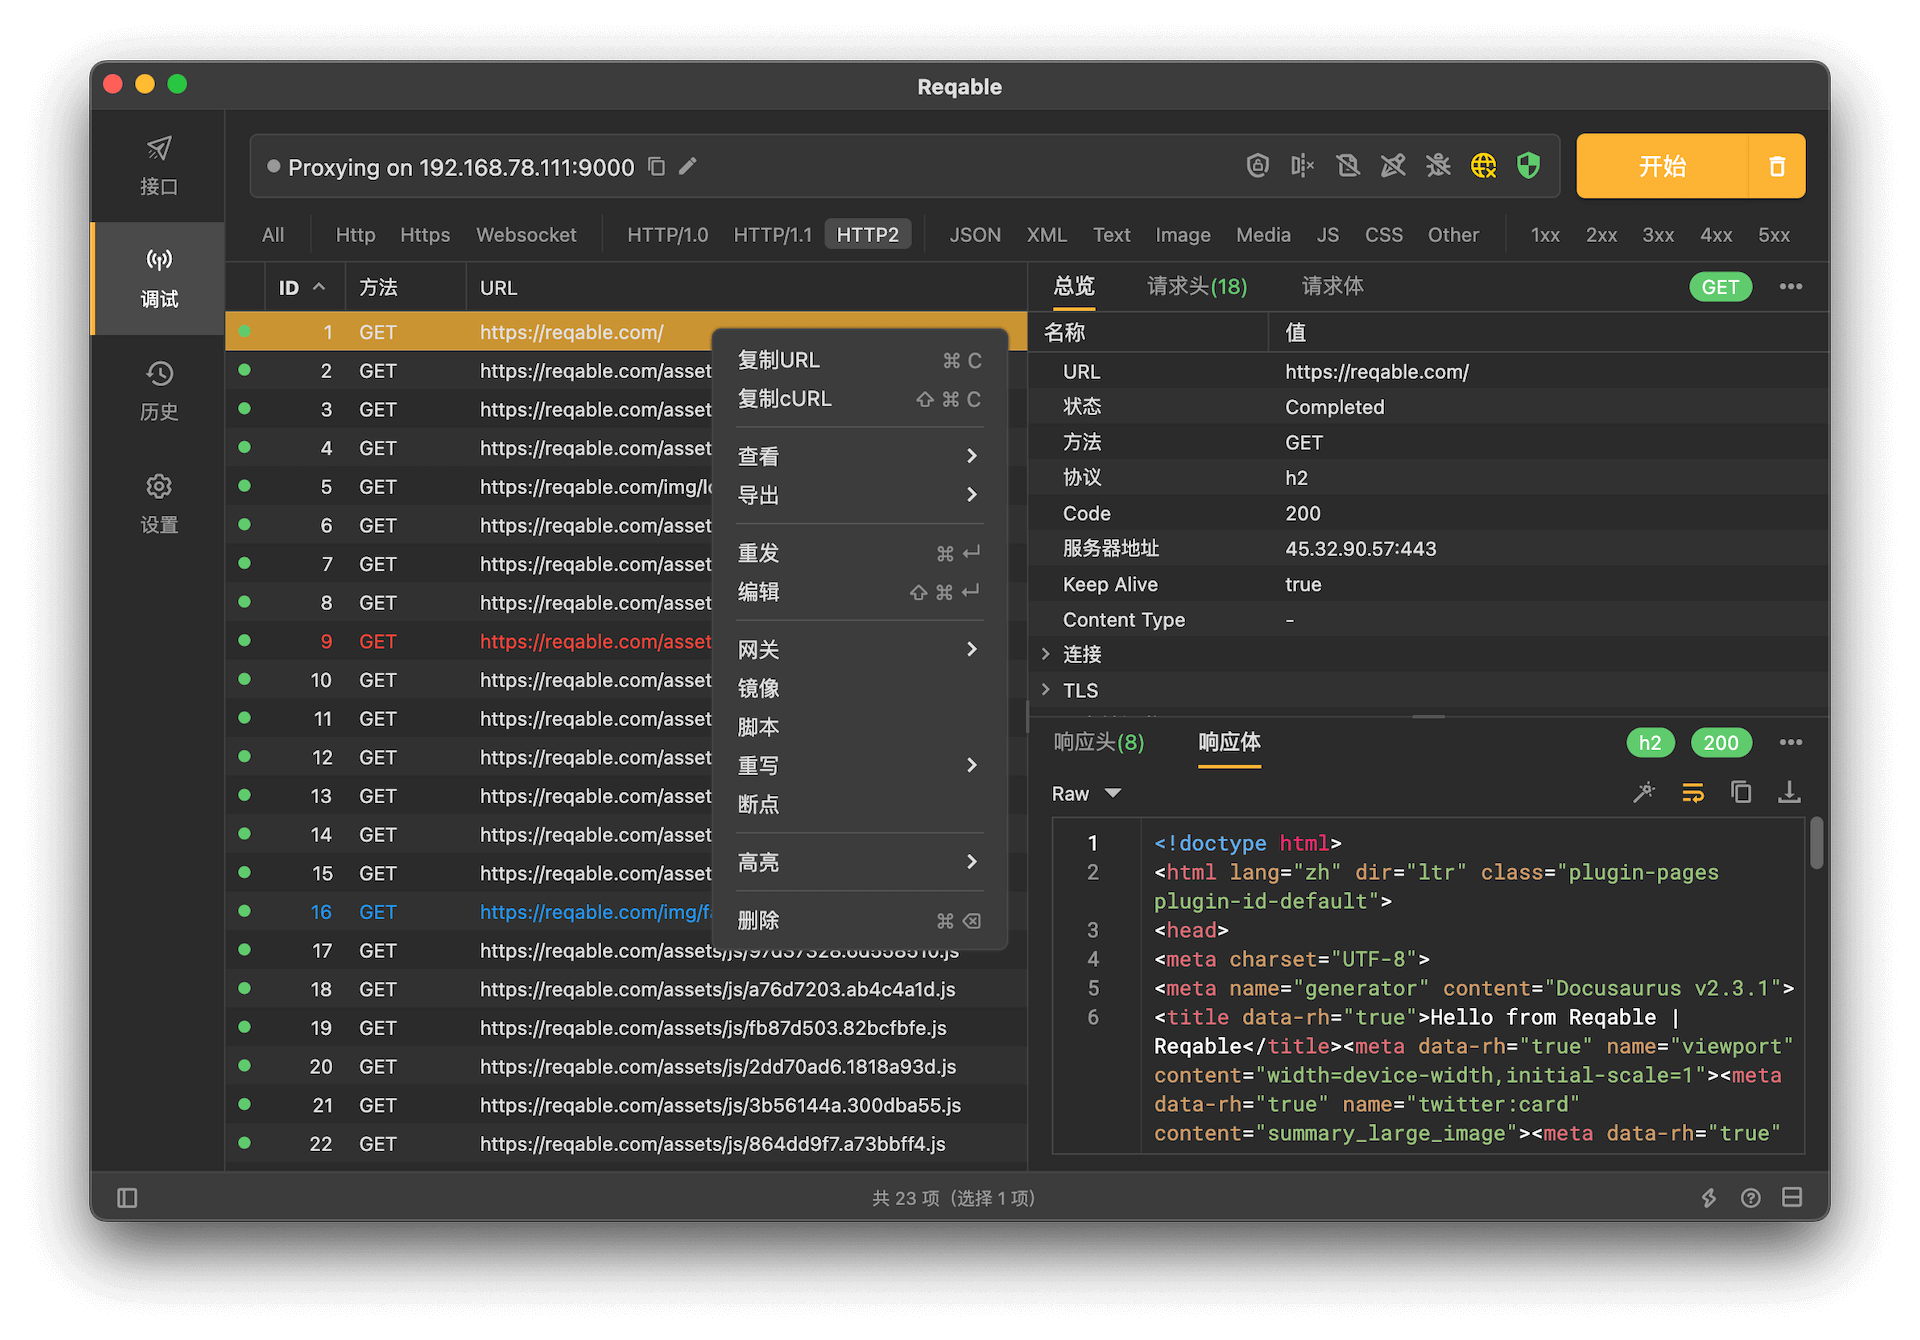 Reqable
接口
调试
历史
设置
Proxying on 192.168.78.111:9000
开始
All Http Https Websocket HTTP/1.0 HTTP/1.1 HTTP2 JSON XML Text Image Media JS CSS Other 1xx 2xx 3xx 4xx 5xx
ID 方法 URL
1 GET https://reqable.com/
2 GET https://reqable.com/asset
3 GET https://reqable.com/asset
4 GET https://reqable.com/asset
5 GET https://reqable.com/img/l
6 GET https://reqable.com/asset
7 GET https://reqable.com/asset
8 GET https://reqable.com/asset
9 GET https://reqable.com/asset
10 GET https://reqable.com/asset
11 GET https://reqable.com/asset
12 GET https://reqable.com/asset
13 GET https://reqable.com/asset
14 GET https://reqable.com/asset
15 GET https://reqable.com/asset
16 GET https://reqable.com/img/f
17 GET https://reqable.com/assets/js/97d37328.6d558510.js
18 GET https://reqable.com/assets/js/a76d7203.ab4c4a1d.js
19 GET https://reqable.com/assets/js/fb87d503.82bcfbfe.js
20 GET https://reqable.com/assets/js/2dd70ad6.1818a93d.js
21 GET https://reqable.com/assets/js/3b56144a.300dba55.js
22 GET https://reqable.com/assets/js/864dd9f7.a73bbff4.js
复制URL ⌘ C
复制cURL ⇧ ⌘ C
查看
导出
重发 ⌘ ↵
编辑 ⇧ ⌘ ↵
网关
镜像
脚本
重写
断点
高亮
删除 ⌘ ⌫
总览 请求头(18) 请求体 GET
名称 值
URL https://reqable.com/
状态 Completed
方法 GET
协议 h2
Code 200
服务器地址 45.32.90.57:443
Keep Alive true
Content Type -
连接
TLS
响应头(8) 响应体 h2 200
Raw
1 <!doctype html>
2 <html lang="zh" dir="ltr" class="plugin-pages
plugin-id-default">
3 <head>
4 <meta charset="UTF-8">
5 <meta name="generator" content="Docusaurus v2.3.1">
6 <title data-rh="true">Hello from Reqable |
Reqable</title><meta data-rh="true" name="viewport"
content="width=device-width,initial-scale=1"><meta
data-rh="true" name="twitter:card"
content="summary_large_image"><meta data-rh="true"
共 23 项（选择 1 项）